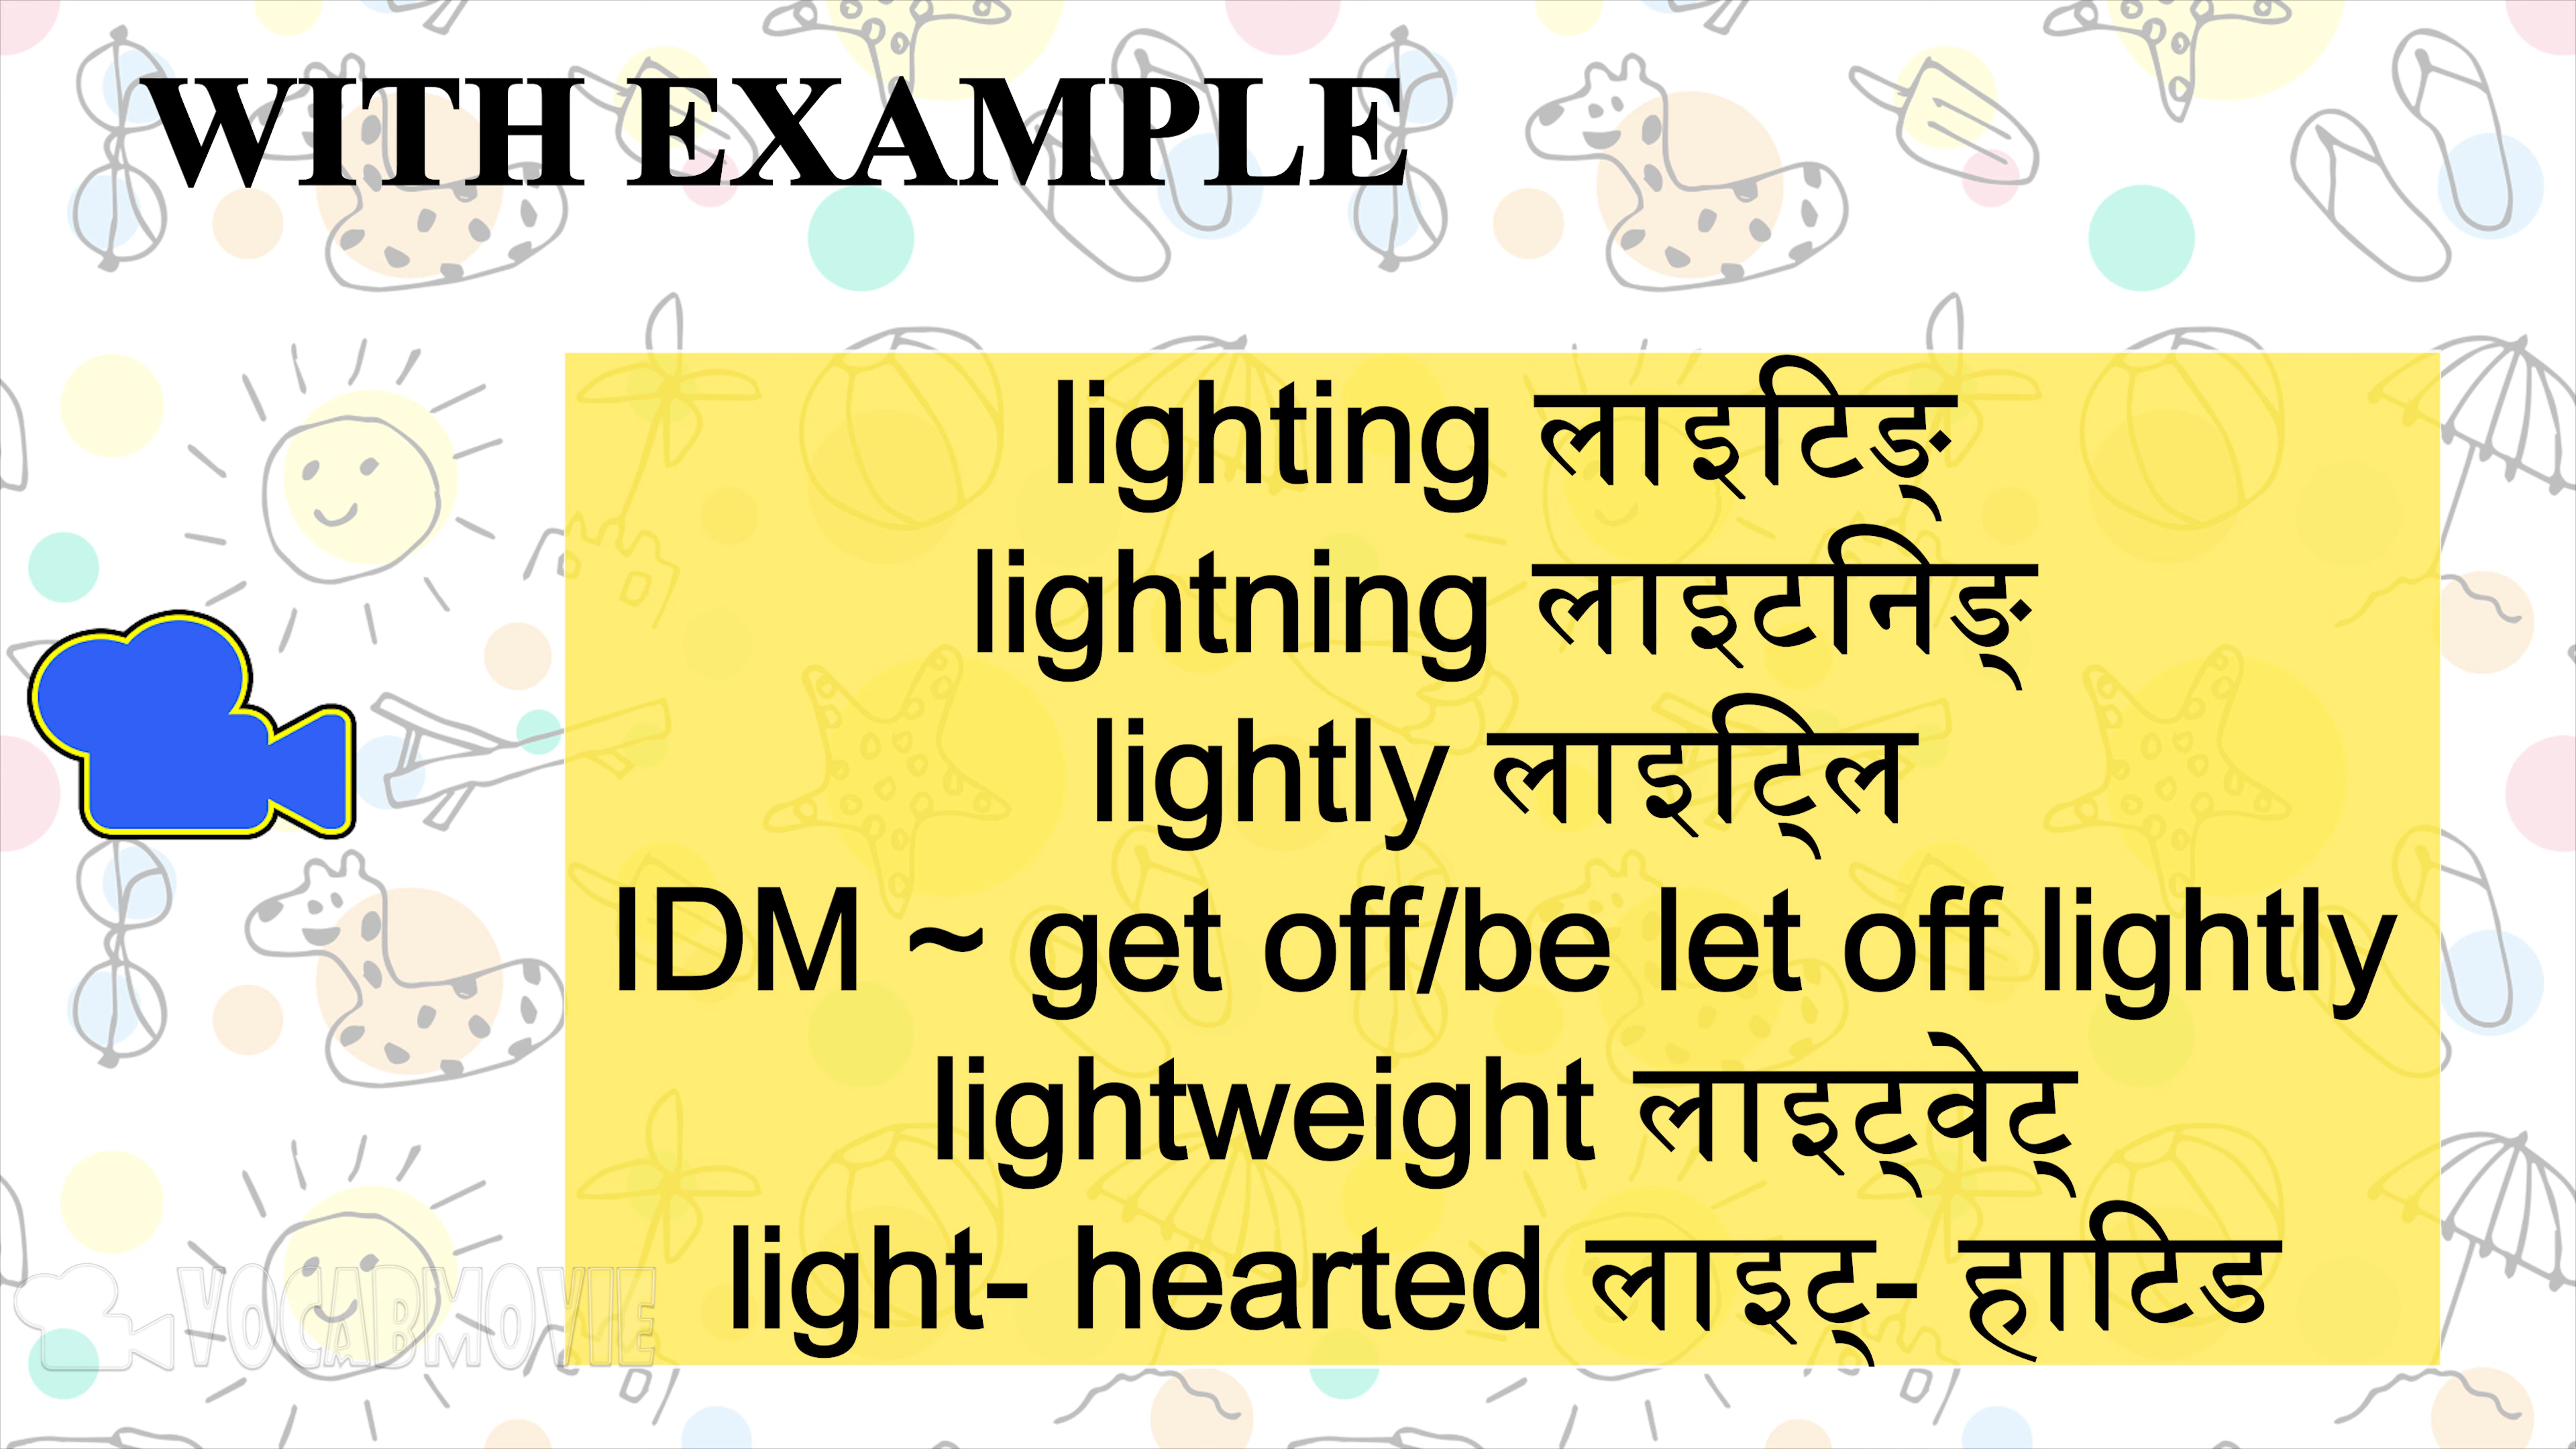 WITH EXAMPLE
lighting लाइटिङ्
lightning लाइटनिङ्
lightly लाइट्लि
IDM ~ get off/be let off lightly
lightweight लाइट्वेट्
light- hearted लाइट्- हाटिड
VOCABMOVIE